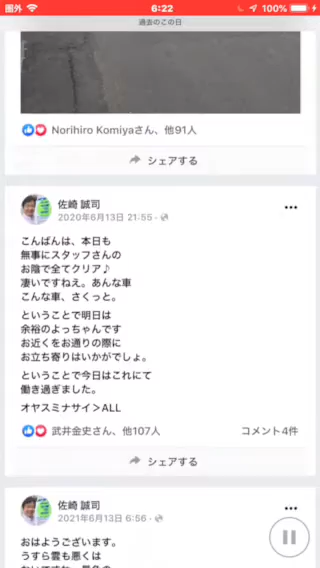 圏外
6:22
100%
過去のこの日
Norihiro Komiyaさん、他91人
シェアする
佐崎 誠司
2020年6月13日 21:55
こんばんは、本日も
無事にスタッフさんの
お陰で全てクリア♪
凄いですねえ。あんな車
こんな車、さくっと。
ということで明日は
余裕のよっちゃんです
お近くをお通りの際に
お立ち寄りはいかがでしょ。
ということで今日はこれにて
働き過ぎました。
オヤスミナサイ＞ALL
武井金史さん、他107人
コメント4件
シェアする
佐崎 誠司
2021年6月13日 6:56
おはようございます。
うすら雲も悪くは